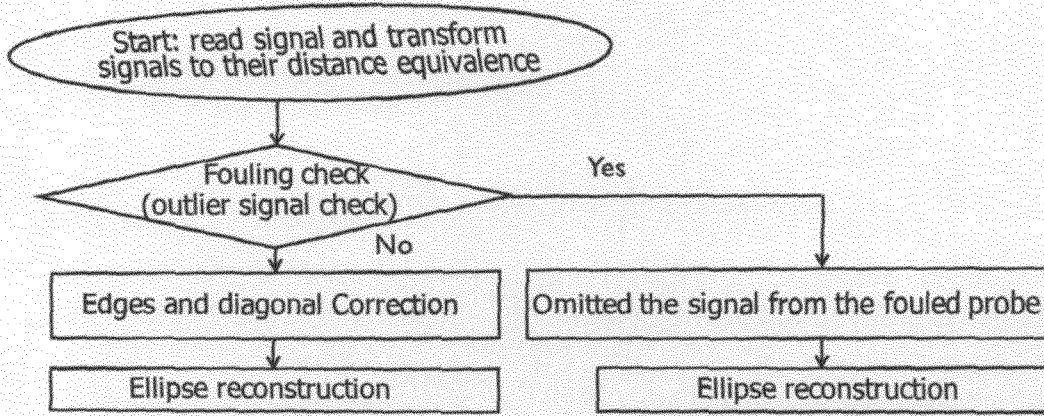 Start: read signal and transform
signals to their distance equivalence
Fouling check
(outlier signal check)
Yes
No
Edges and diagonal Correction
Omitted the signal from the fouled probe
Ellipse reconstruction
Ellipse reconstruction